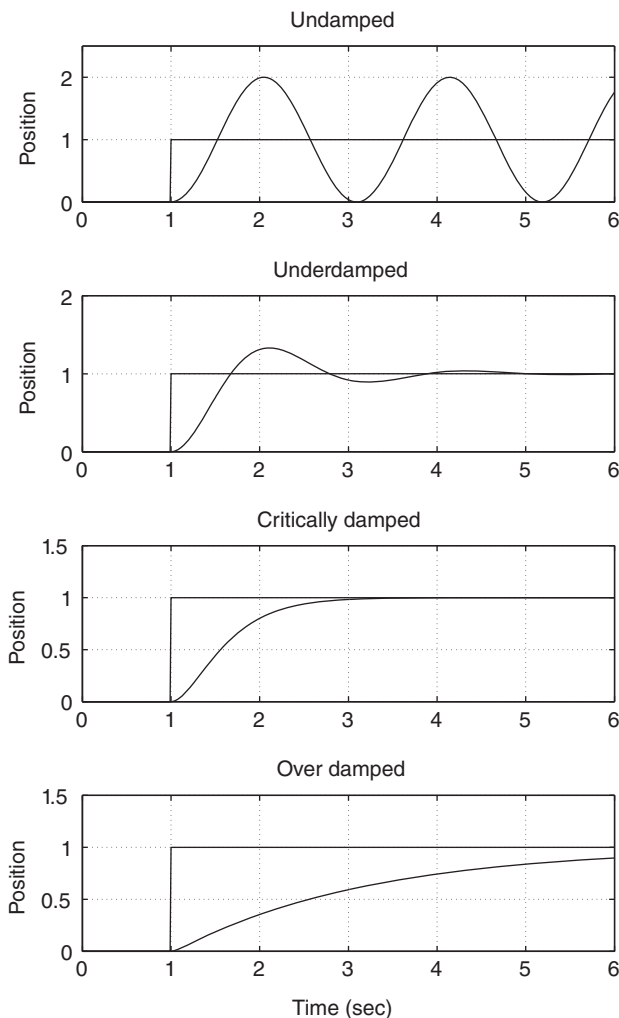 Undamped
Position
2
1
0
0 1 2 3 4 5 6
Underdamped
Position
2
1
0
0 1 2 3 4 5 6
Critically damped
Position
1.5
1
0.5
0
0 1 2 3 4 5 6
Over damped
Position
1.5
1
0.5
0
0 1 2 3 4 5 6
Time (sec)